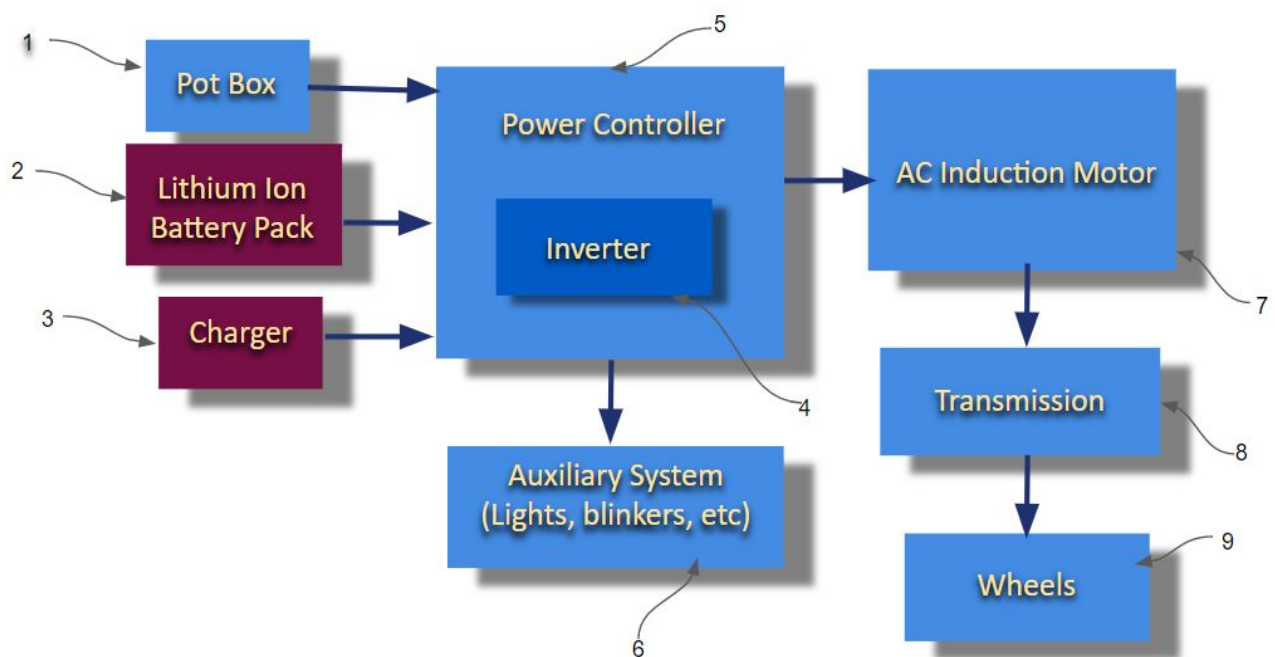 1
Pot Box
2
Lithium Ion
Battery Pack
3
Charger
5
Power Controller
Inverter
4
Auxiliary System
(Lights, blinkers, etc)
6
AC Induction Motor
7
Transmission
8
Wheels
9